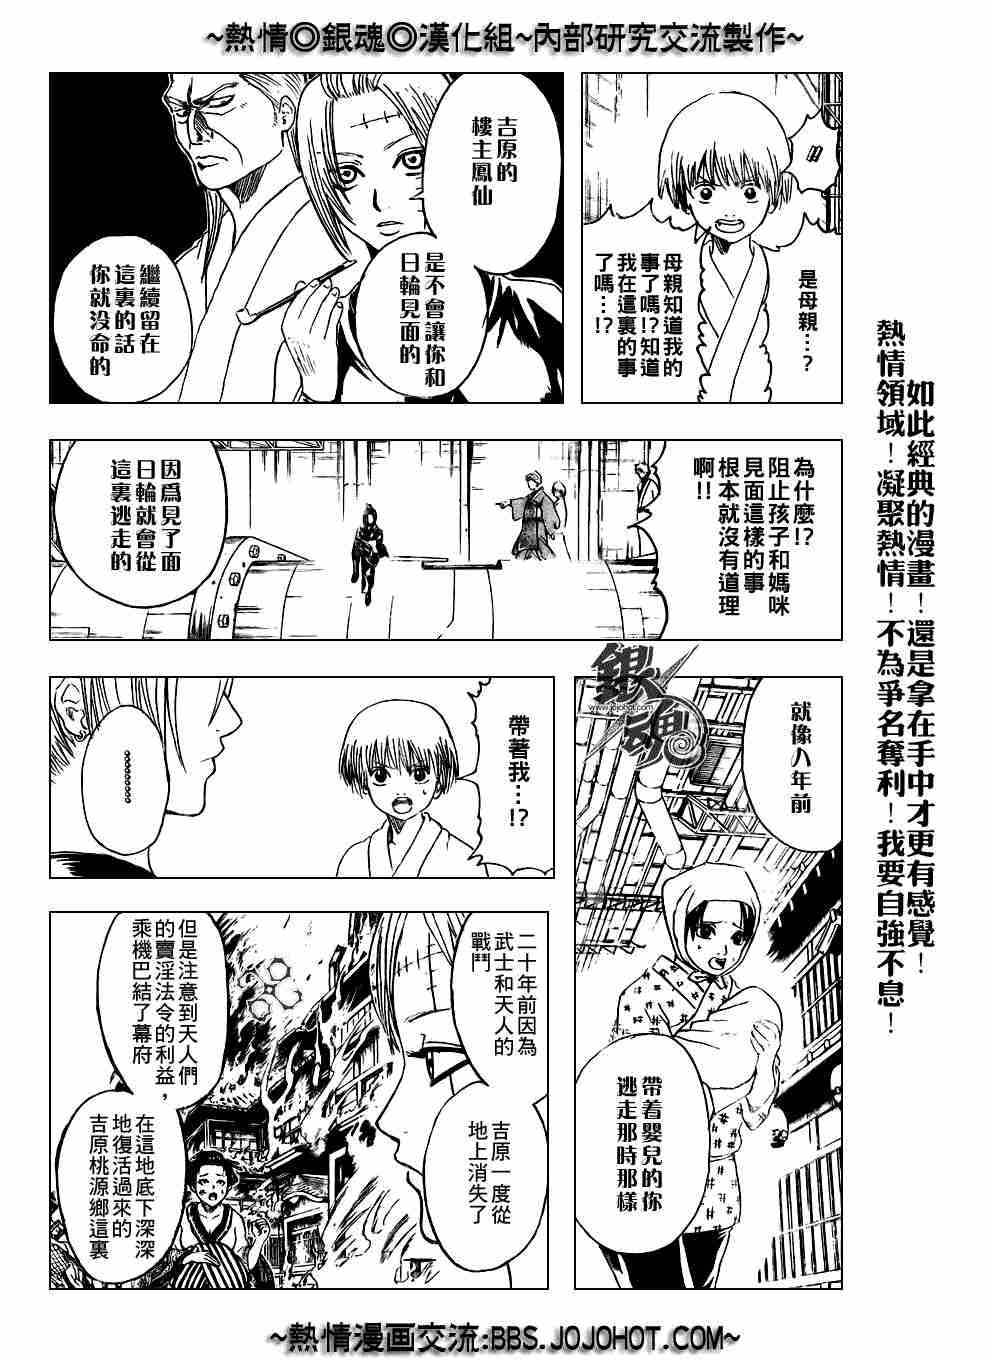 ~熱情◎銀魂◎漢化組~內部研究交流製作~
!!
是母親…?
母親知道我的
事了嗎!?知道
我在這裏的事
了嗎…!?
吉原的
樓主鳳仙
是不會讓你和
日輪見面的
繼續留在
這裏的話
你就没命的
為什麼!?
阻止孩子和媽咪
見面這樣的事
根本就沒有道理
啊!!
因爲見了面
日輪就會從
這裏逃走的
就像八年前
帶着嬰兒的你
逃走那時那樣
帶著我…!?
………
二十年前因為
武士和天人的
戰鬥
吉原一度從
地上消失了
但是注意到天人們
的賣淫法令的利益，
乘機巴結了幕府
在這地底下深深
地復活過來的
吉原桃源鄉這裏
如此經典的漫畫！還是拿在手中才更有感覺！
熱情領域！凝聚熱情！不為爭名奪利！我要自強不息！
銀魂
www.jojohot.com
~熱情漫画交流:BBS.JOJOHOT.COM~